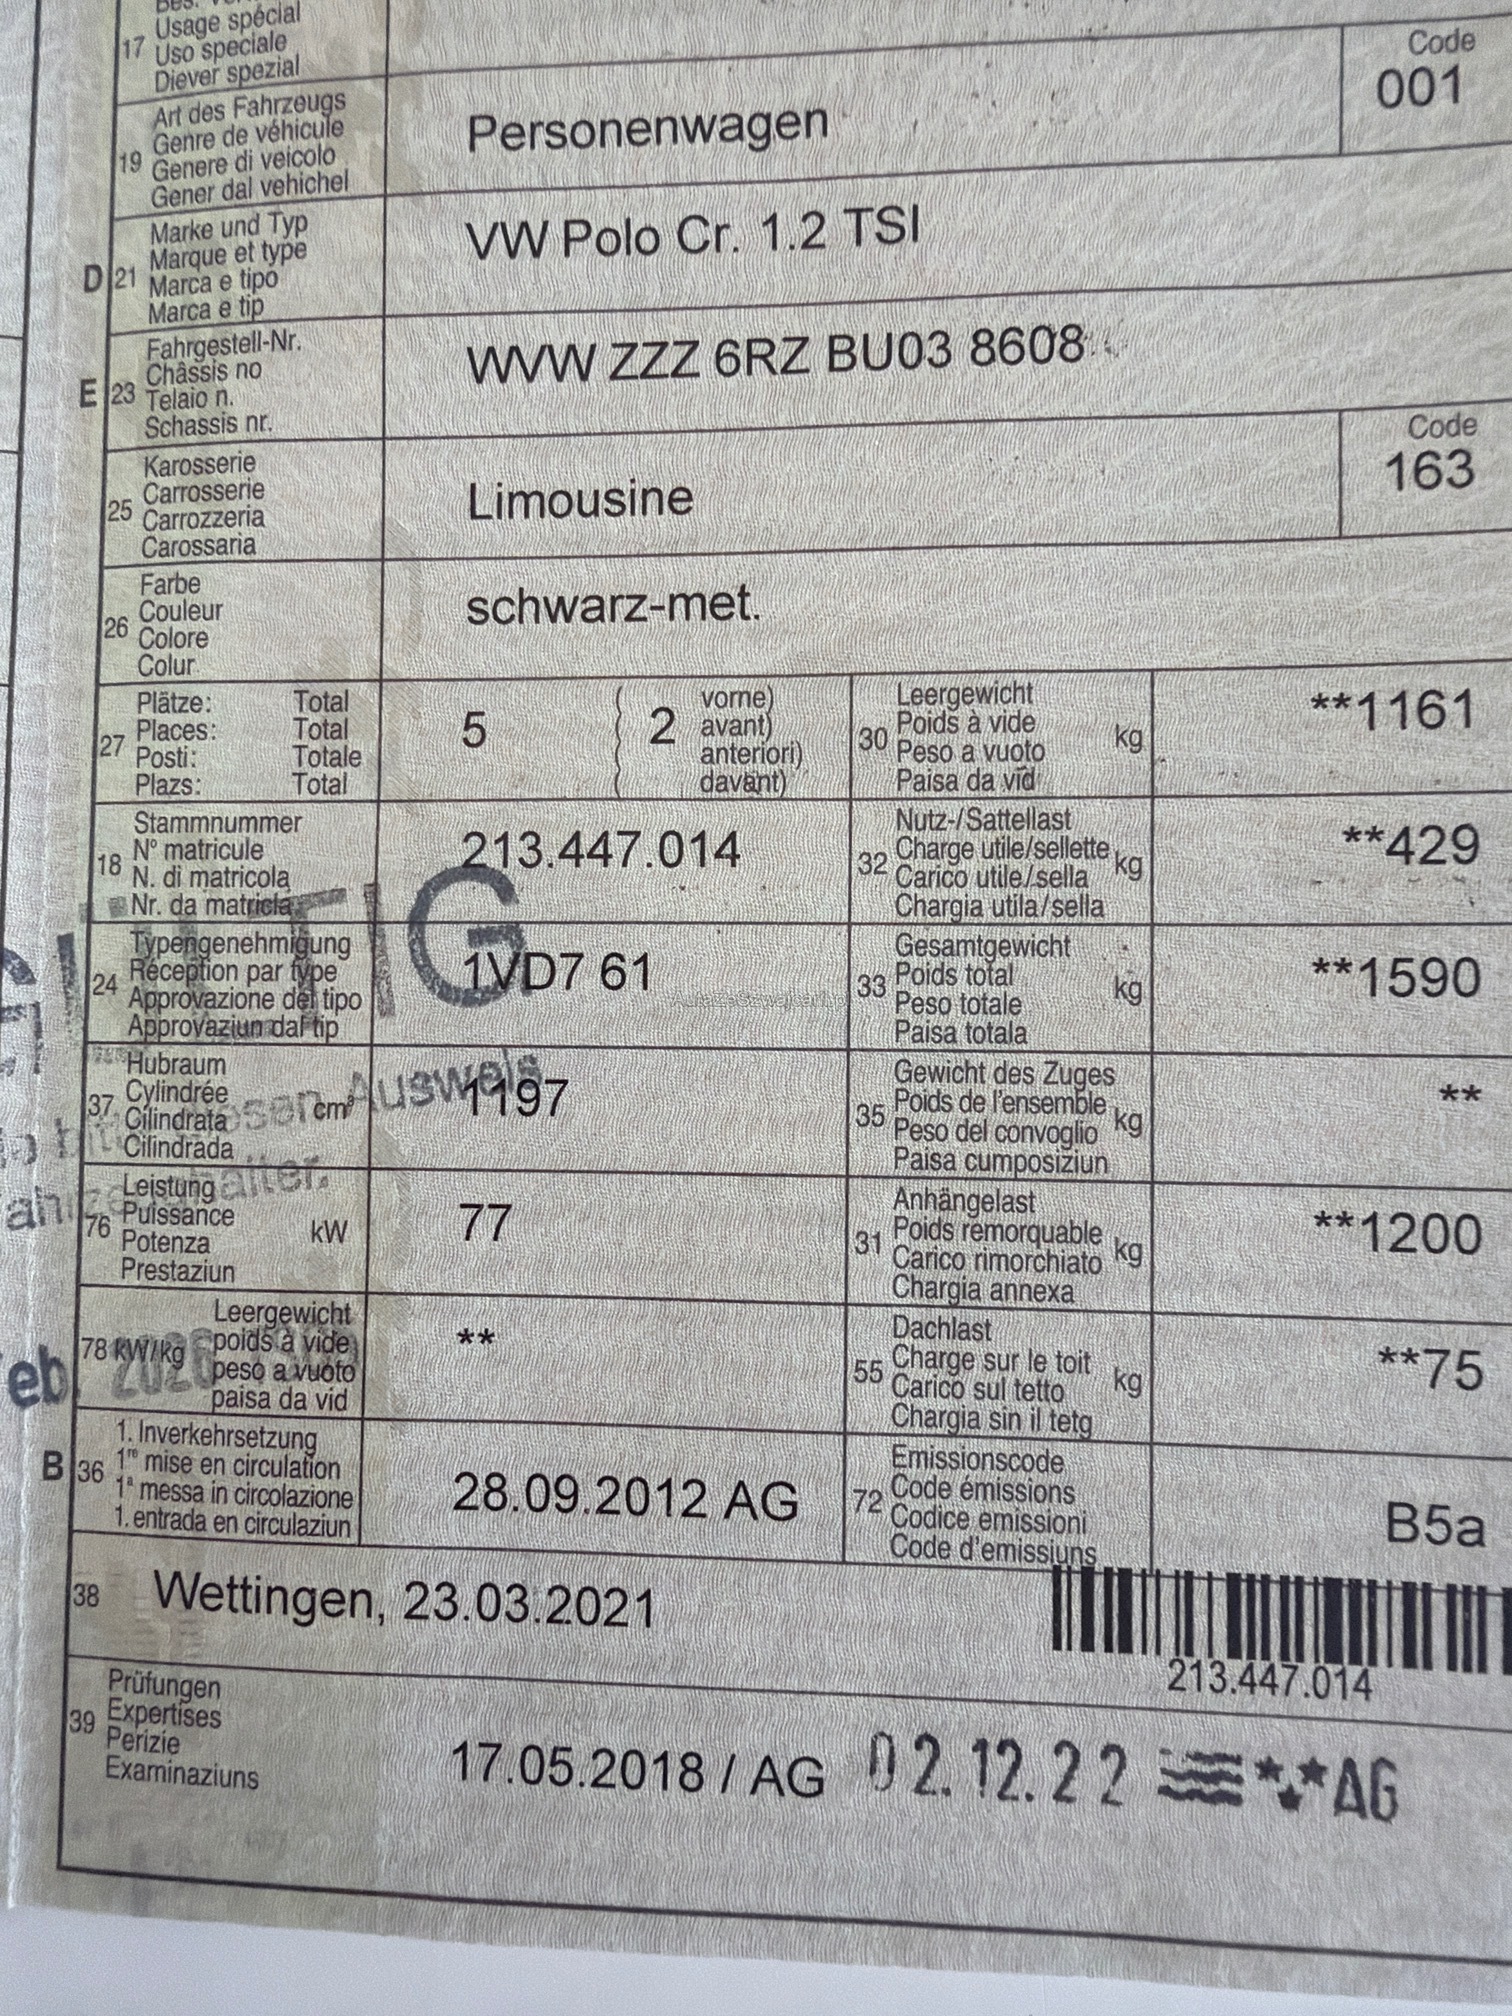 Usage spécial
17 Uso speciale
Diever spezial
Code
Art des Fahrzeugs
Genre de véhicule
19 Genere di veicolo
Gener dal vehichel
Personenwagen
001
Marke und Typ
Marque et type
D 21 Marca e tipo
Marca e tip
VW Polo Cr. 1.2 TSI
Fahrgestell-Nr.
Châssis no
E 23 Telaio n.
Schassis nr.
WVW ZZZ 6RZ BU03 8608
Karosserie
Carrosserie
25 Carrozzeria
Carossaria
Limousine
Code
163
Farbe
Couleur
26 Colore
Colur
schwarz-met.
Plätze: Total
27 Places: Total
Posti: Totale
Plazs: Total
5 ( 2 vorne)
avant)
anteriori)
davant)
Leergewicht
30 Poids à vide kg
Peso a vuoto
Paisa da vid
**1161
Stammnummer
18 N° matricule
N. di matricola
Nr. da matricla
213.447.014
Nutz-/Sattellast
32 Charge utile/sellette kg
Carico utile/sella
Chargia utila/sella
**429
Typengenehmigung
24 Réception par type
Approvazione del tipo
Approvaziun dal tip
1VD7 61
Gesamtgewicht
33 Poids total kg
Peso totale
Paisa totala
**1590
Hubraum
37 Cylindrée cm³
Cilindrata
Cilindrada
1197
Ausweis
Gewicht des Zuges
35 Poids de l'ensemble kg
Peso del convoglio
Paisa cumposiziun
**
Leistung
76 Puissance kW
Potenza
Prestaziun
77
Anhängelast
31 Poids remorquable kg
Carico rimorchiato
Chargia annexa
**1200
Leergewicht
78 kW/kg poids à vide
peso a vuoto
paisa da vid
**
eb. 2026
Dachlast
55 Charge sur le toit kg
Carico sul tetto
Chargia sin il tetg
**75
1. Inverkehrsetzung
B 36 1re mise en circulation
1a messa in circolazione
1. entrada en circulaziun
28.09.2012 AG
Emissionscode
72 Code émissions
Codice emissioni
Code d'emissiuns
B5a
38 Wettingen, 23.03.2021
213.447.014
Prüfungen
39 Expertises
Perizie
Examinaziuns
17.05.2018 / AG 02.12.22 AG